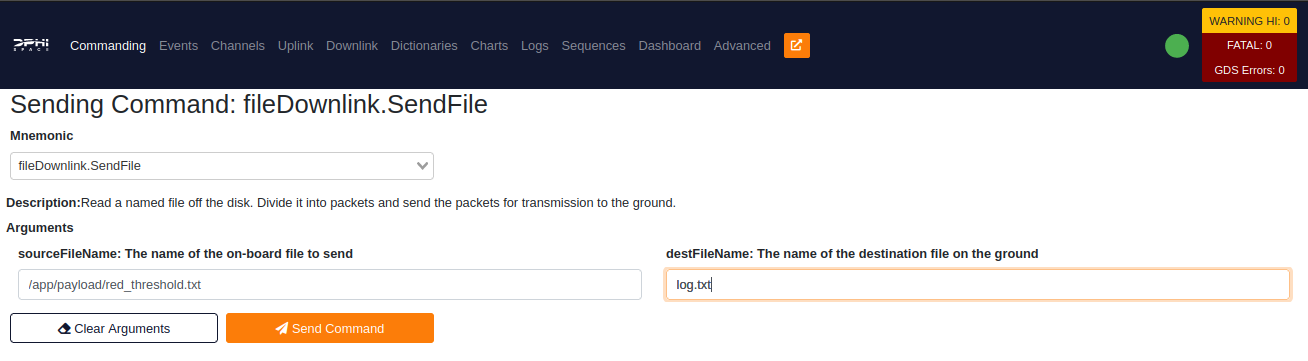 DPHI
SPACE
Commanding Events Channels Uplink Downlink Dictionaries Charts Logs Sequences Dashboard Advanced
WARNING HI: 0
FATAL: 0
GDS Errors: 0
Sending Command: fileDownlink.SendFile
Mnemonic
fileDownlink.SendFile
Description:Read a named file off the disk. Divide it into packets and send the packets for transmission to the ground.
Arguments
sourceFileName: The name of the on-board file to send
/app/payload/red_threshold.txt
destFileName: The name of the destination file on the ground
log.txt
Clear Arguments
Send Command